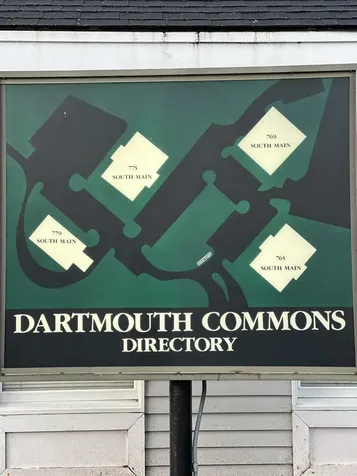 769
SOUTH MAIN
775
SOUTH MAIN
779
SOUTH MAIN
765
SOUTH MAIN
DARTMOUTH COMMONS
DIRECTORY